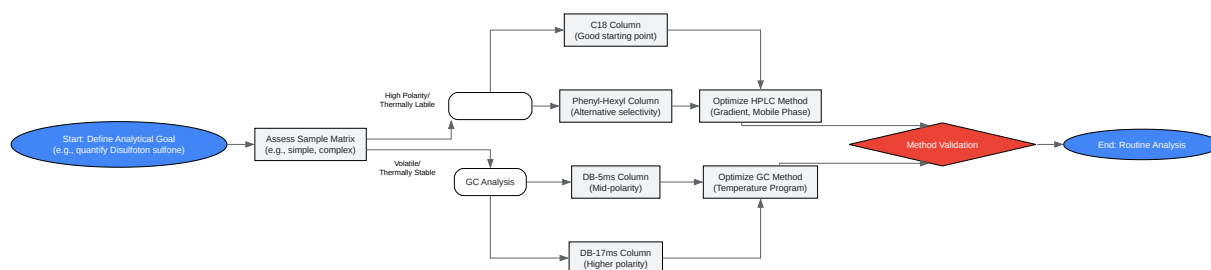 C18 Column
(Good starting point)
High Polarity/
Thermally Labile
Phenyl-Hexyl Column
(Alternative selectivity)
Optimize HPLC Method
(Gradient, Mobile Phase)
Start: Define Analytical Goal
(e.g., quantify Disulfoton sulfone)
Assess Sample Matrix
(e.g., simple, complex)
Method Validation
End: Routine Analysis
Volatile/
Thermally Stable
GC Analysis
DB-5ms Column
(Mid-polarity)
Optimize GC Method
(Temperature Program)
DB-17ms Column
(Higher polarity)